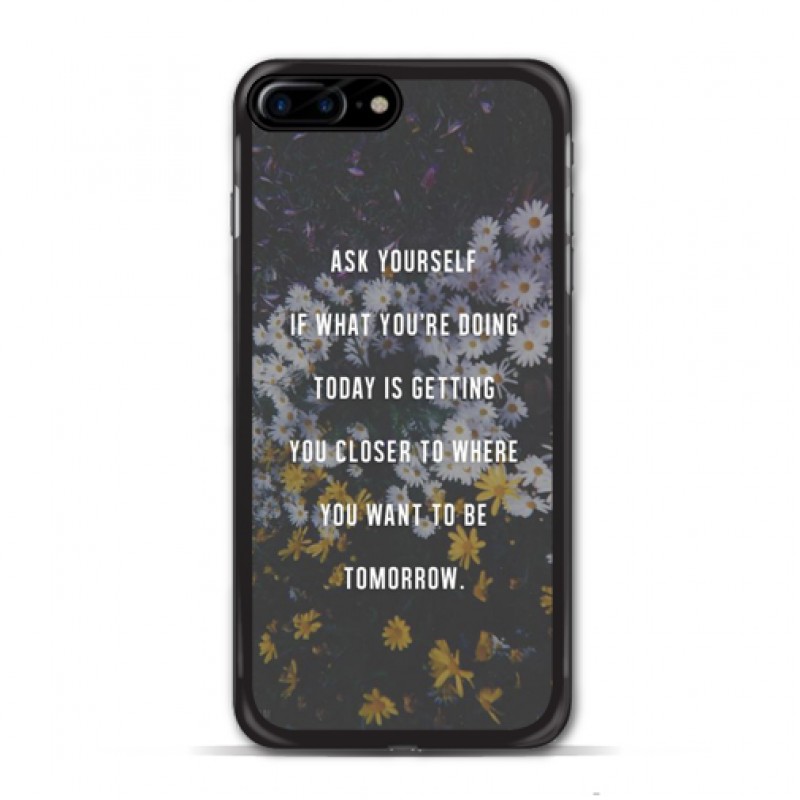 ASK YOURSELF
IF WHAT YOU'RE DOING
TODAY IS GETTING
YOU CLOSER TO WHERE
YOU WANT TO BE
TOMORROW.